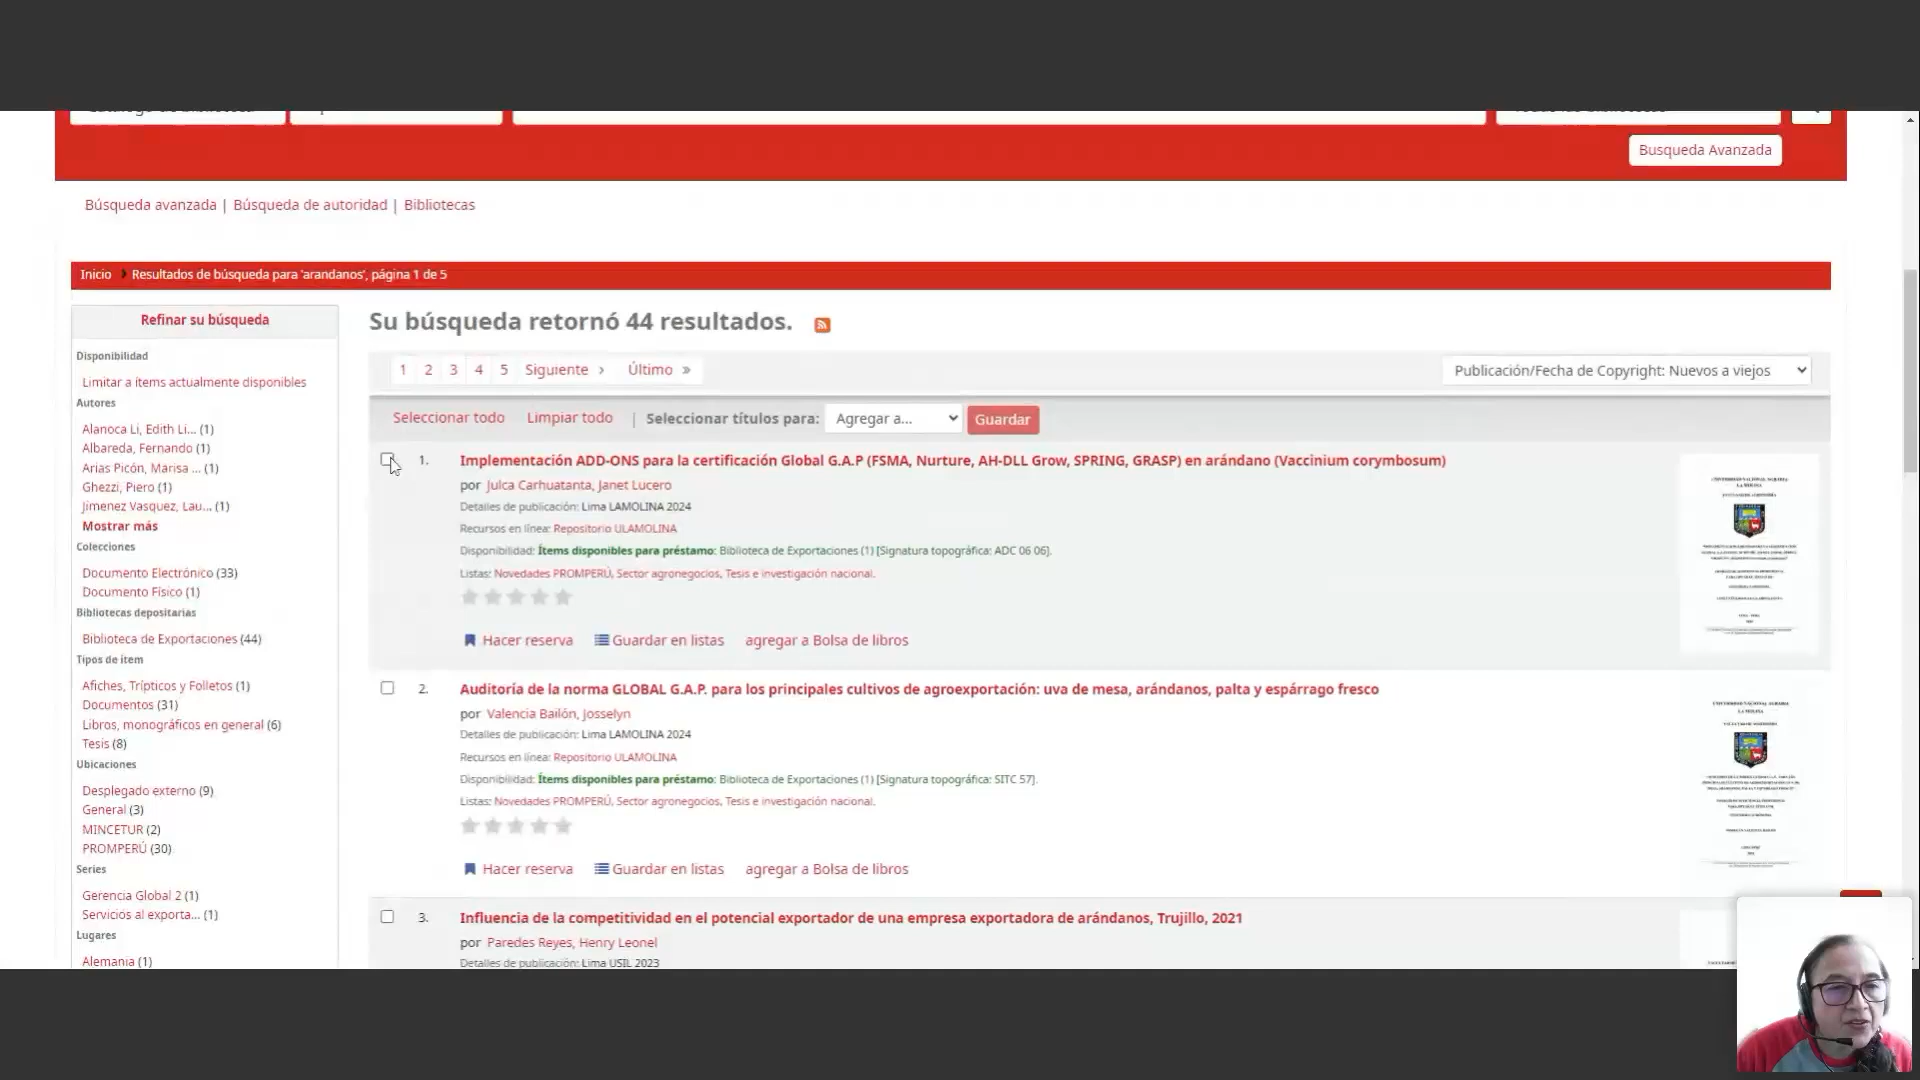 Busqueda Avanzada
Búsqueda avanzada | Búsqueda de autoridad | Bibliotecas
Inicio Resultados de búsqueda para 'arandanos', página 1 de 5
Refinar su búsqueda
Disponibilidad
Limitar a ítems actualmente disponibles
Autores
Alanoca Li, Edith Li... (1)
Albareda, Fernando (1)
Arias Picón, Marisa ... (1)
Ghezzi, Piero (1)
Jimenez Vasquez, Lau... (1)
Mostrar más
Colecciones
Documento Electrónico (33)
Documento Físico (1)
Bibliotecas depositarias
Biblioteca de Exportaciones (44)
Tipos de ítem
Afiches, Trípticos y Folletos (1)
Documentos (31)
Libros, monográficos en general (6)
Tesis (8)
Ubicaciones
Desplegado externo (9)
General (3)
MINCETUR (2)
PROMPERÚ (30)
Series
Gerencia Global 2 (1)
Servicios al exporta... (1)
Lugares
Alemania (1)
Su búsqueda retornó 44 resultados.
1 2 3 4 5 Siguiente › Último »
Publicación/Fecha de Copyright: Nuevos a viejos
Seleccionar todo Limpiar todo | Seleccionar títulos para: Agregar a... Guardar
1. Implementación ADD-ONS para la certificación Global G.A.P (FSMA, Nurture, AH-DLL Grow, SPRING, GRASP) en arándano (Vaccinium corymbosum)
por Julca Carhuatanta, Janet Lucero
Detalles de publicación: Lima LAMOLINA 2024
Recursos en línea: Repositorio ULAMOLINA
Disponibilidad: Ítems disponibles para préstamo: Biblioteca de Exportaciones (1) [Signatura topográfica: ADC 06 06].
Listas: Novedades PROMPERÚ, Sector agronegocios, Tesis e investigación nacional.
Hacer reserva Guardar en listas agregar a Bolsa de libros
2. Auditoría de la norma GLOBAL G.A.P. para los principales cultivos de agroexportación: uva de mesa, arándanos, palta y espárrago fresco
por Valencia Bailón, Josselyn
Detalles de publicación: Lima LAMOLINA 2024
Recursos en línea: Repositorio ULAMOLINA
Disponibilidad: Ítems disponibles para préstamo: Biblioteca de Exportaciones (1) [Signatura topográfica: SITC 57].
Listas: Novedades PROMPERÚ, Sector agronegocios, Tesis e investigación nacional.
Hacer reserva Guardar en listas agregar a Bolsa de libros
3. Influencia de la competitividad en el potencial exportador de una empresa exportadora de arándanos, Trujillo, 2021
por Paredes Reyes, Henry Leonel
Detalles de publicación: Lima USIL 2023